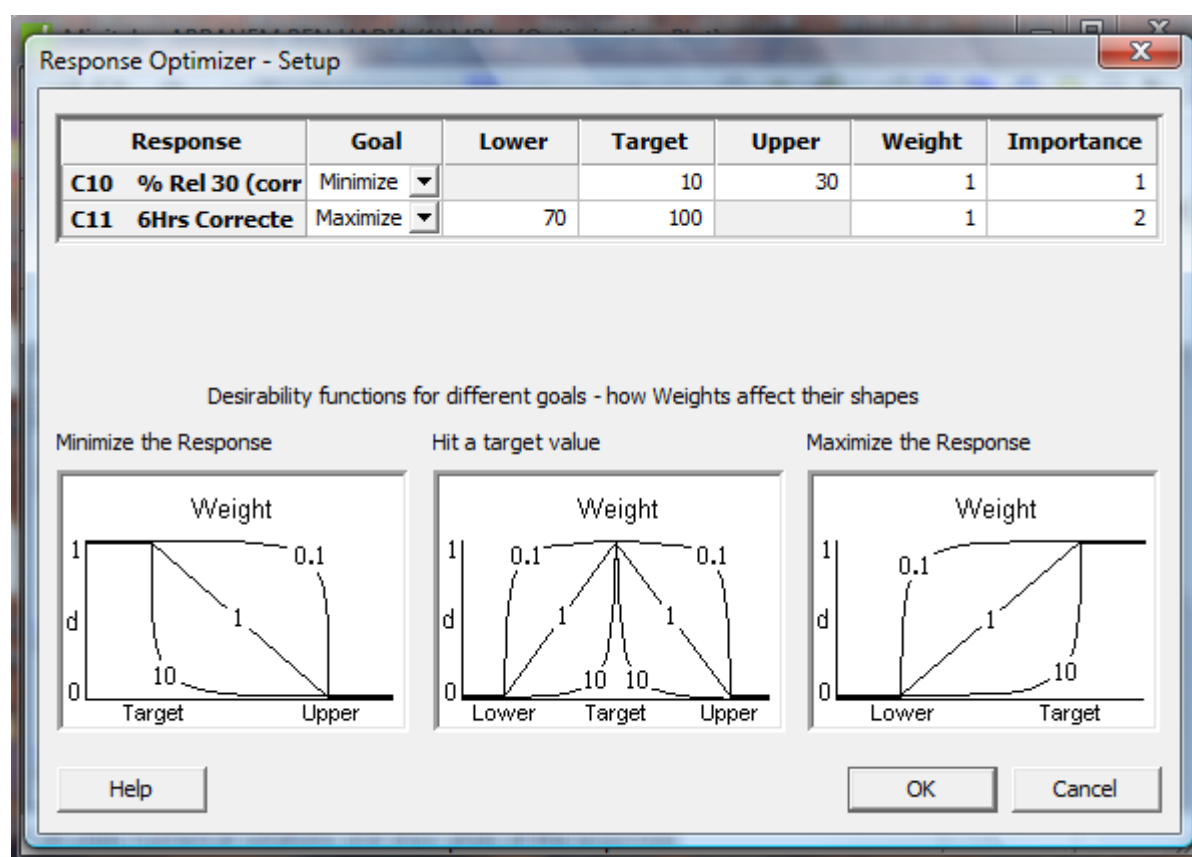 Response Optimizer - Setup
Response Goal Lower Target Upper Weight Importance
C10 % Rel 30 (corr Minimize 10 30 1 1
C11 6Hrs Correcte Maximize 70 100 1 2
Desirability functions for different goals - how Weights affect their shapes
Minimize the Response Hit a target value Maximize the Response
Weight Weight Weight
1 0.1 1 0.1 0.1 1 0.1
d 1 d 1 1 d 1
10 10 10 10
0 0 0
Target Upper Lower Target Upper Lower Target
Help OK Cancel